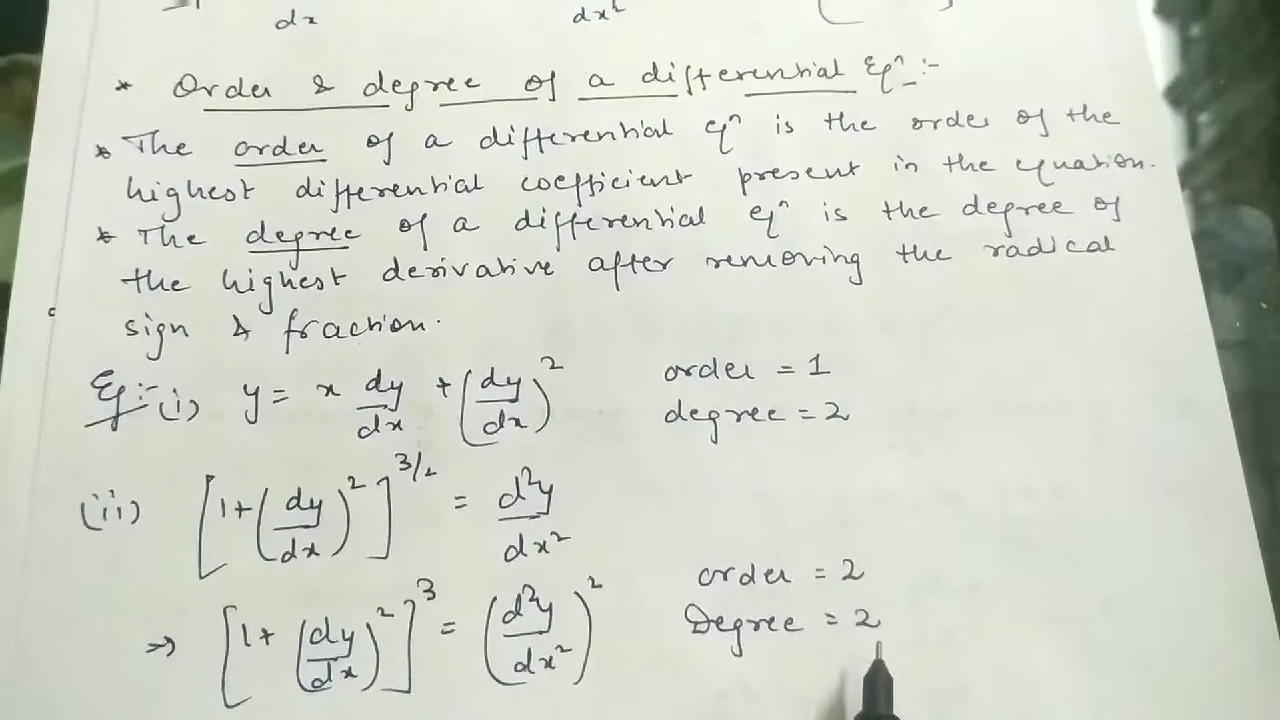 dx dx²
* Order & degree of a differential Eqⁿ :-
* The order of a differential eqⁿ is the order of the
highest differential coefficient present in the equation.
* The degree of a differential eqⁿ is the degree of
the highest derivative after removing the radical
sign & fraction.
Eg:- (i) y = x dy/dx + (dy/dx)² order = 1
degree = 2
(ii) [1+(dy/dx)²]^3/2 = d²y/dx²
order = 2
⇒ [1+(dy/dx)²]³ = (d²y/dx²)² Degree = 2